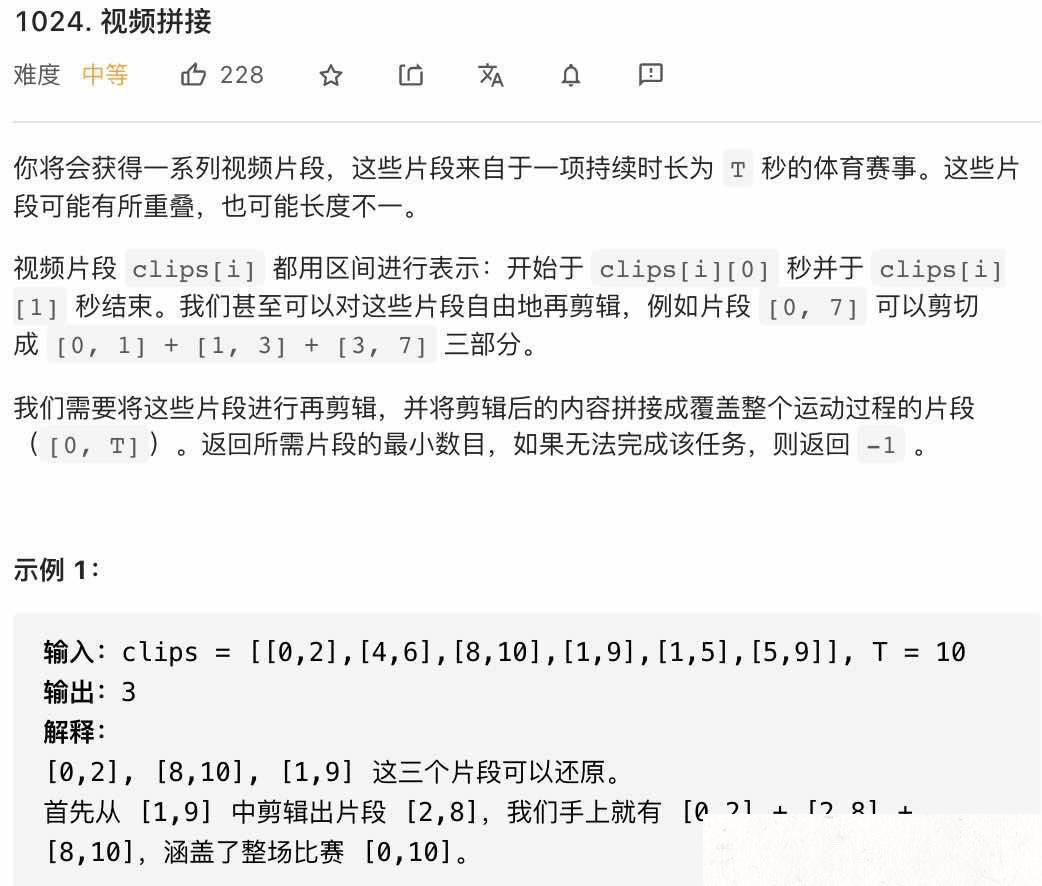 1024. 视频拼接
难度 中等 228
你将会获得一系列视频片段，这些片段来自于一项持续时长为 T 秒的体育赛事。这些片
段可能有所重叠，也可能长度不一。
视频片段 clips[i] 都用区间进行表示：开始于 clips[i][0] 秒并于 clips[i]
[1] 秒结束。我们甚至可以对这些片段自由地再剪辑，例如片段 [0, 7] 可以剪切
成 [0, 1] + [1, 3] + [3, 7] 三部分。
我们需要将这些片段进行再剪辑，并将剪辑后的内容拼接成覆盖整个运动过程的片段
（[0, T]）。返回所需片段的最小数目，如果无法完成该任务，则返回 -1 。
示例 1：
输入：clips = [[0,2],[4,6],[8,10],[1,9],[1,5],[5,9]], T = 10
输出：3
解释：
[0,2], [8,10], [1,9] 这三个片段可以还原。
首先从 [1,9] 中剪辑出片段 [2,8]，我们手上就有 [0,2] + [2,8] +
[8,10]，涵盖了整场比赛 [0,10]。